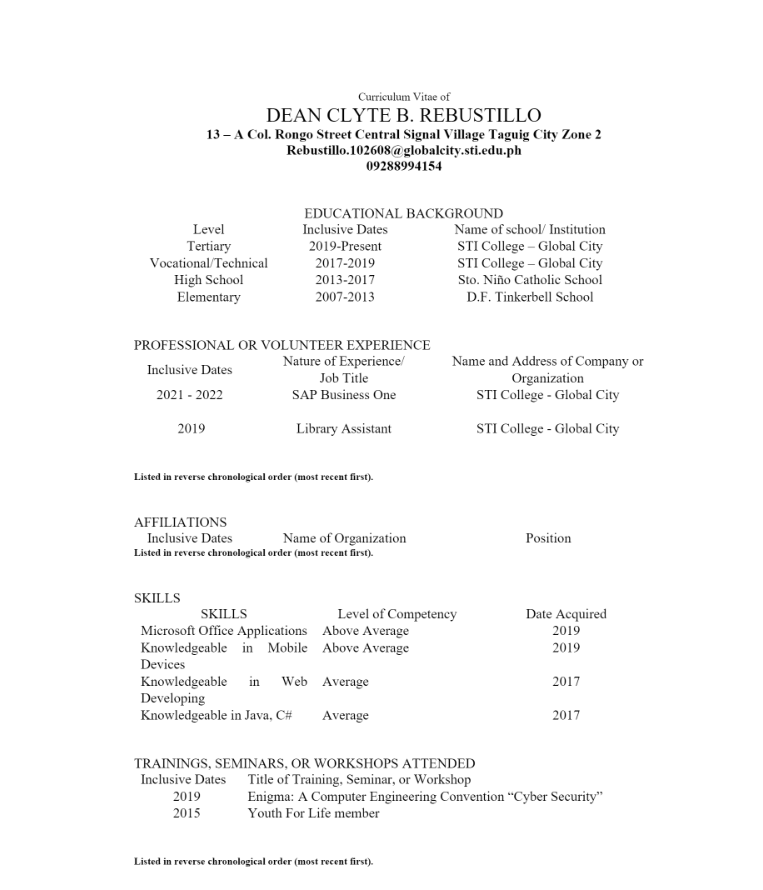 Curriculum Vitae of
DEAN CLYTE B. REBUSTILLO
13 – A Col. Rongo Street Central Signal Village Taguig City Zone 2
Rebustillo.102608@globalcity.sti.edu.ph
09288994154
EDUCATIONAL BACKGROUND
Level Inclusive Dates Name of school/ Institution
Tertiary 2019-Present STI College – Global City
Vocational/Technical 2017-2019 STI College – Global City
High School 2013-2017 Sto. Niño Catholic School
Elementary 2007-2013 D.F. Tinkerbell School
PROFESSIONAL OR VOLUNTEER EXPERIENCE
Inclusive Dates Nature of Experience/ Name and Address of Company or
Job Title Organization
2021 - 2022 SAP Business One STI College - Global City
2019 Library Assistant STI College - Global City
Listed in reverse chronological order (most recent first).
AFFILIATIONS
Inclusive Dates Name of Organization Position
Listed in reverse chronological order (most recent first).
SKILLS
SKILLS Level of Competency Date Acquired
Microsoft Office Applications Above Average 2019
Knowledgeable in Mobile Above Average 2019
Devices
Knowledgeable in Web Average 2017
Developing
Knowledgeable in Java, C# Average 2017
TRAININGS, SEMINARS, OR WORKSHOPS ATTENDED
Inclusive Dates Title of Training, Seminar, or Workshop
2019 Enigma: A Computer Engineering Convention “Cyber Security”
2015 Youth For Life member
Listed in reverse chronological order (most recent first).